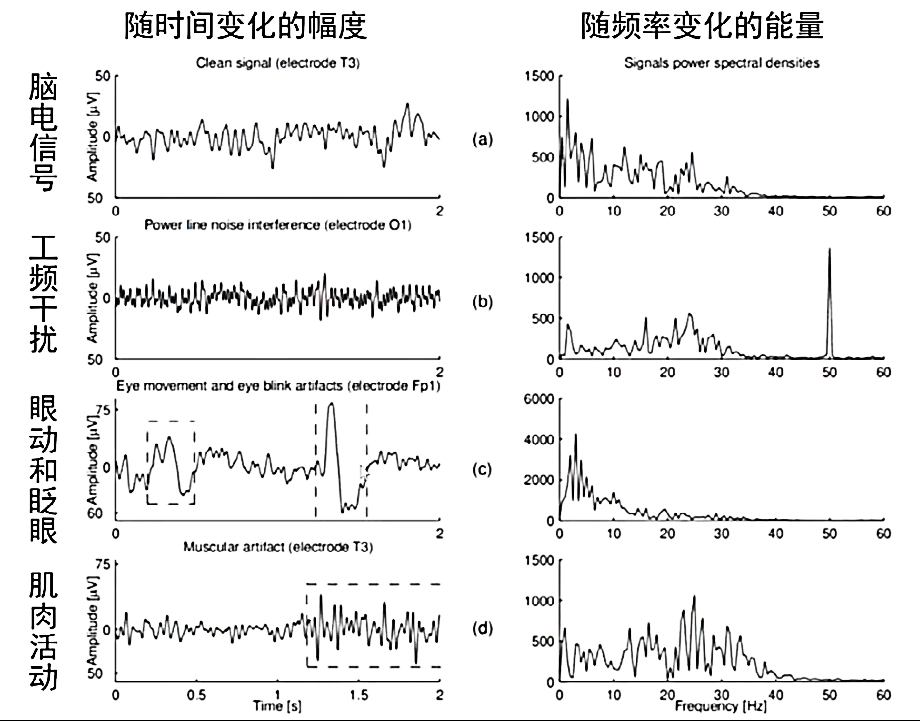 随时间变化的幅度
随频率变化的能量
脑电信号
Clean signal (electrode T3)
Amplitude [µV]
50
0
50
0
2
(a)
Signals power spectral densities
1500
1000
500
0
0 10 20 30 40 50 60
工频干扰
Power line noise interference (electrode O1)
Amplitude [µV]
50
0
50
0
2
(b)
1500
1000
500
0
0 10 20 30 40 50 60
眼动和眨眼
Eye movement and eye blink artifacts (electrode Fp1)
Amplitude [µV]
75
0
60
0
2
(c)
6000
4000
2000
0
0 10 20 30 40 50 60
肌肉活动
Muscular artifact (electrode T3)
Amplitude [µV]
75
0
50
0 0.5 1 1.5 2
Time [s]
(d)
1500
1000
500
0
0 10 20 30 40 50 60
Frequency [Hz]